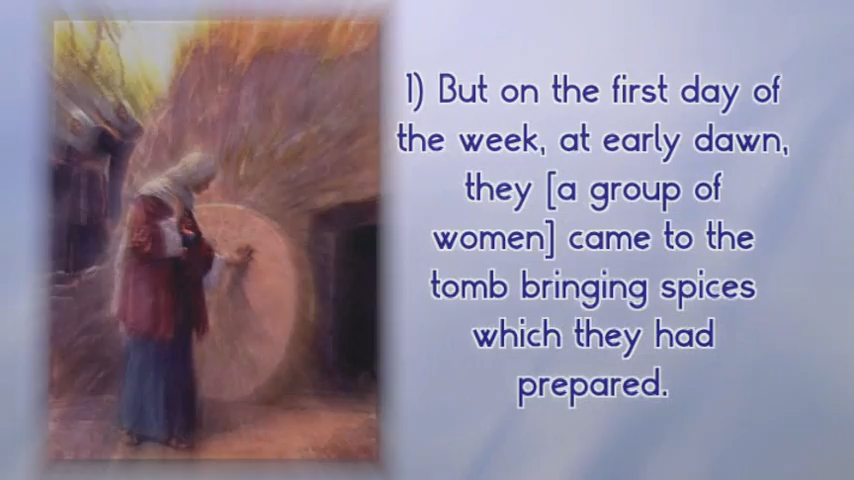 1) But on the first day of
the week, at early dawn,
they [a group of
women] came to the
tomb bringing spices
which they had
prepared.